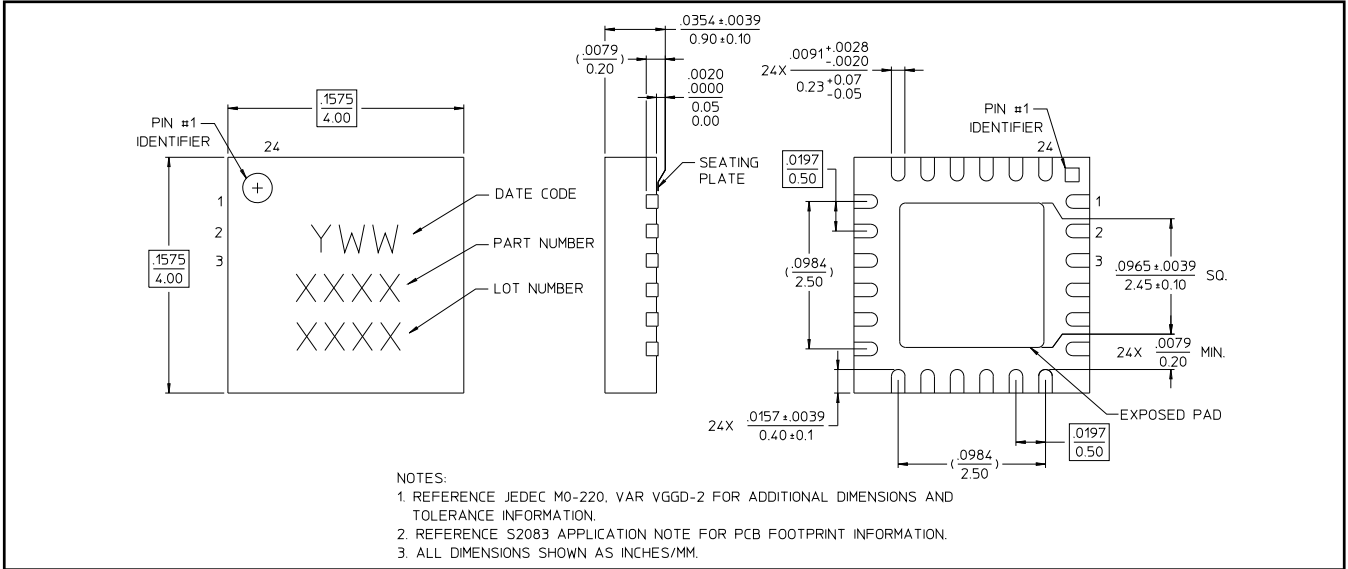 .1575
4.00
PIN #1
IDENTIFIER
24
1
2
3
.1575
4.00
YWW
XXXX
XXXX
DATE CODE
PART NUMBER
LOT NUMBER
.0354 ±.0039
0.90 ±0.10
(.0079
0.20)
.0020
.0000
0.05
0.00
SEATING
PLATE
24X .0091 +.0028
-.0020
0.23 +0.07
-0.05
PIN #1
IDENTIFIER
24
.0197
0.50
(.0984
2.50)
1
2
3
.0965±.0039
2.45±0.10 SQ.
24X .0079 MIN.
0.20
EXPOSED PAD
24X .0157±.0039
0.40±0.1
(.0984
2.50)
.0197
0.50
NOTES:
1. REFERENCE JEDEC MO-220, VAR VGGD-2 FOR ADDITIONAL DIMENSIONS AND
TOLERANCE INFORMATION.
2. REFERENCE S2083 APPLICATION NOTE FOR PCB FOOTPRINT INFORMATION.
3. ALL DIMENSIONS SHOWN AS INCHES/MM.